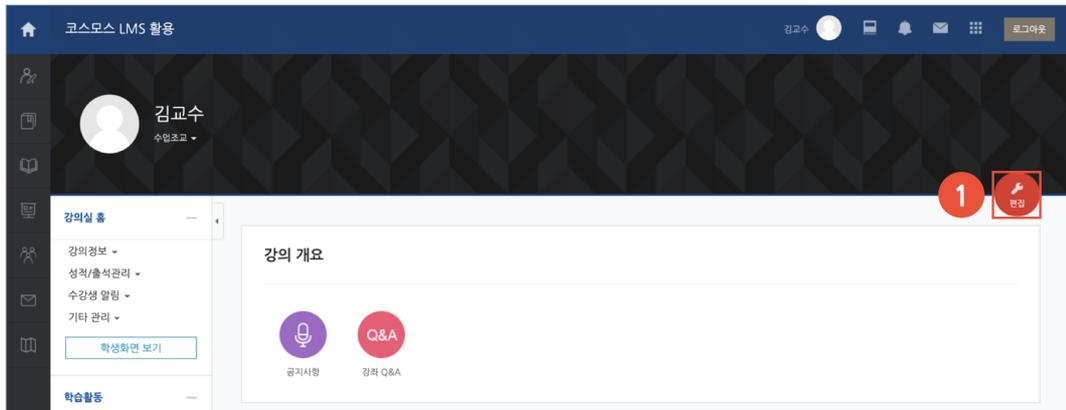 코스모스 LMS 활용
김교수
로그아웃
김교수
수업조교
1
편집
강의실 홈
강의정보
성적/출석관리
수강생 알림
기타 관리
학생화면 보기
학습활동
강의 개요
Q&A
공지사항
강좌 Q&A